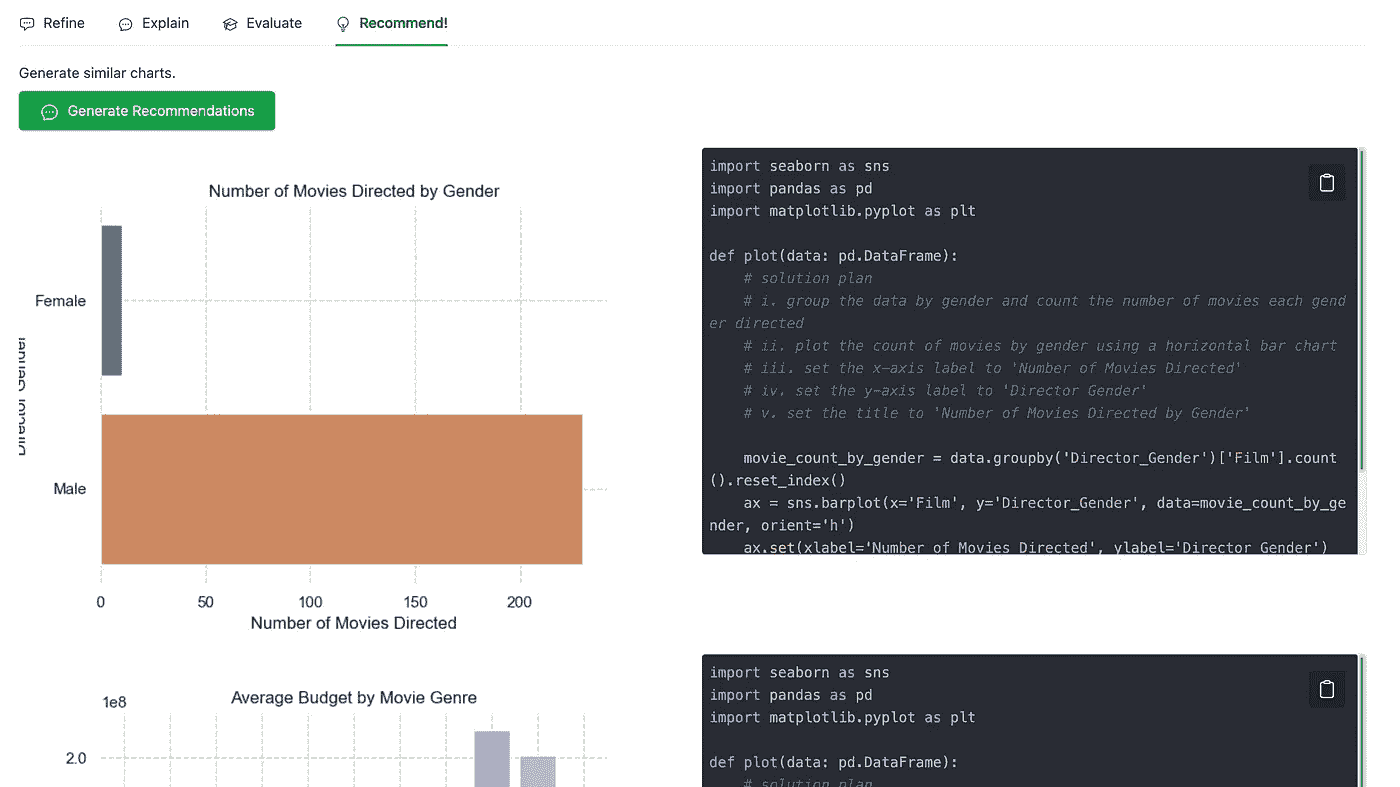 Refine Explain Evaluate Recommend!
Generate similar charts.
Generate Recommendations
Number of Movies Directed by Gender
Director Gender
Female
Male
0 50 100 150 200
Number of Movies Directed
import seaborn as sns
import pandas as pd
import matplotlib.pyplot as plt
def plot(data: pd.DataFrame):
# solution plan
# i. group the data by gender and count the number of movies each gend
er directed
# ii. plot the count of movies by gender using a horizontal bar chart
# iii. set the x-axis label to 'Number of Movies Directed'
# iv. set the y-axis label to 'Director Gender'
# v. set the title to 'Number of Movies Directed by Gender'
movie_count_by_gender = data.groupby('Director_Gender')['Film'].count
().reset_index()
ax = sns.barplot(x='Film', y='Director_Gender', data=movie_count_by_ge
nder, orient='h')
ax.set(xlabel='Number of Movies Directed', ylabel='Director Gender')
Average Budget by Movie Genre
1e8
2.0
import seaborn as sns
import pandas as pd
import matplotlib.pyplot as plt
def plot(data: pd.DataFrame):
# solution plan